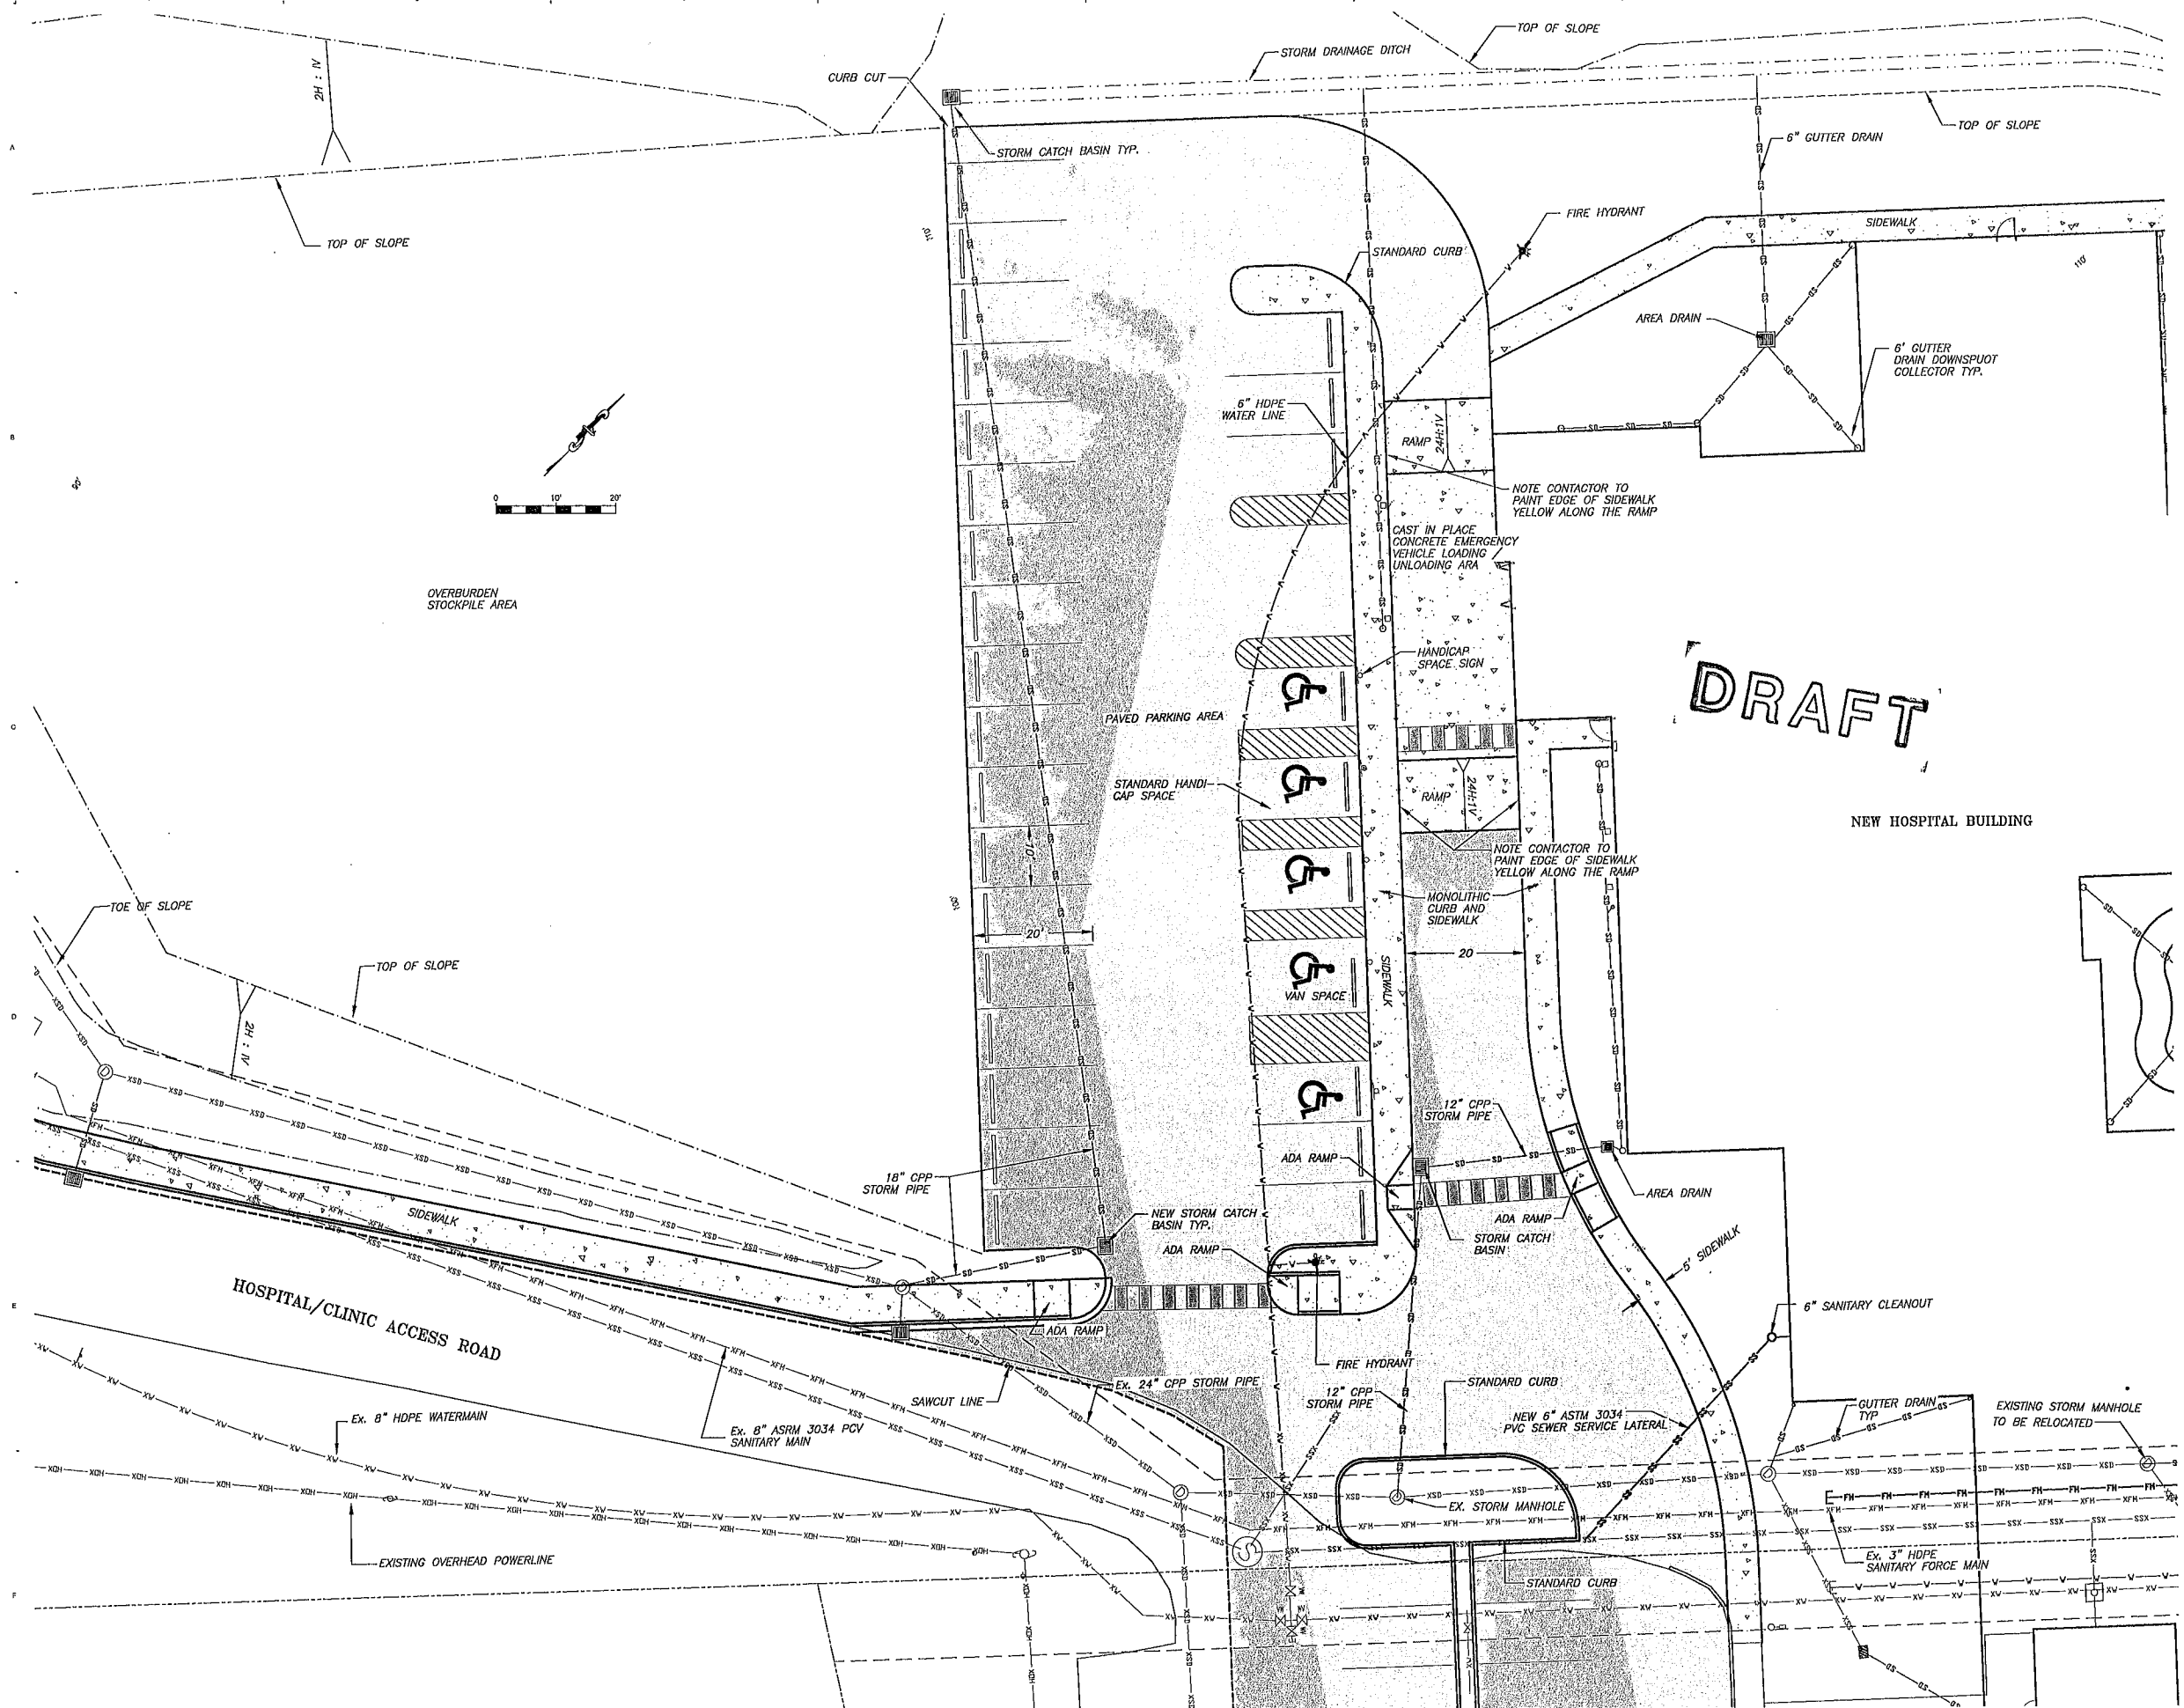 TOP OF SLOPE
STORM DRAINAGE DITCH
CURB CUT
2H : 1V
A
STORM CATCH BASIN TYP.
6" GUTTER DRAIN
TOP OF SLOPE
TOP OF SLOPE
FIRE HYDRANT
SIDEWALK
110'
STANDARD CURB
110'
AREA DRAIN
6' GUTTER
DRAIN DOWNSPUOT
COLLECTOR TYP.
6" HDPE
WATER LINE
B
RAMP
24H:1V
90'
0 10' 20'
NOTE CONTACTOR TO
PAINT EDGE OF SIDEWALK
YELLOW ALONG THE RAMP
CAST IN PLACE
CONCRETE EMERGENCY
VEHICLE LOADING /
UNLOADING ARA
OVERBURDEN
STOCKPILE AREA
HANDICAP
SPACE SIGN
DRAFT
C
PAVED PARKING AREA
STANDARD HANDI-
CAP SPACE
RAMP
24H:1V
NEW HOSPITAL BUILDING
10'
NOTE CONTACTOR TO
PAINT EDGE OF SIDEWALK
YELLOW ALONG THE RAMP
TOE OF SLOPE
100'
MONOLITHIC
CURB AND
SIDEWALK
20'
20
TOP OF SLOPE
SIDEWALK
VAN SPACE
D
2H : 1V
12" CPP
STORM PIPE
ADA RAMP
18" CPP
STORM PIPE
AREA DRAIN
SIDEWALK
NEW STORM CATCH
BASIN TYP.
ADA RAMP
ADA RAMP
STORM CATCH
BASIN
5' SIDEWALK
HOSPITAL/CLINIC ACCESS ROAD
E
6" SANITARY CLEANOUT
ADA RAMP
FIRE HYDRANT
SAWCUT LINE
Ex. 24" CPP STORM PIPE
STANDARD CURB
12" CPP
STORM PIPE
Ex. 8" HDPE WATERMAIN
Ex. 8" ASRM 3034 PCV
SANITARY MAIN
NEW 6" ASTM 3034
PVC SEWER SERVICE LATERAL
GUTTER DRAIN
TYP
EXISTING STORM MANHOLE
TO BE RELOCATED
EX. STORM MANHOLE
EXISTING OVERHEAD POWERLINE
Ex. 3" HDPE
SANITARY FORCE MAIN
STANDARD CURB
F